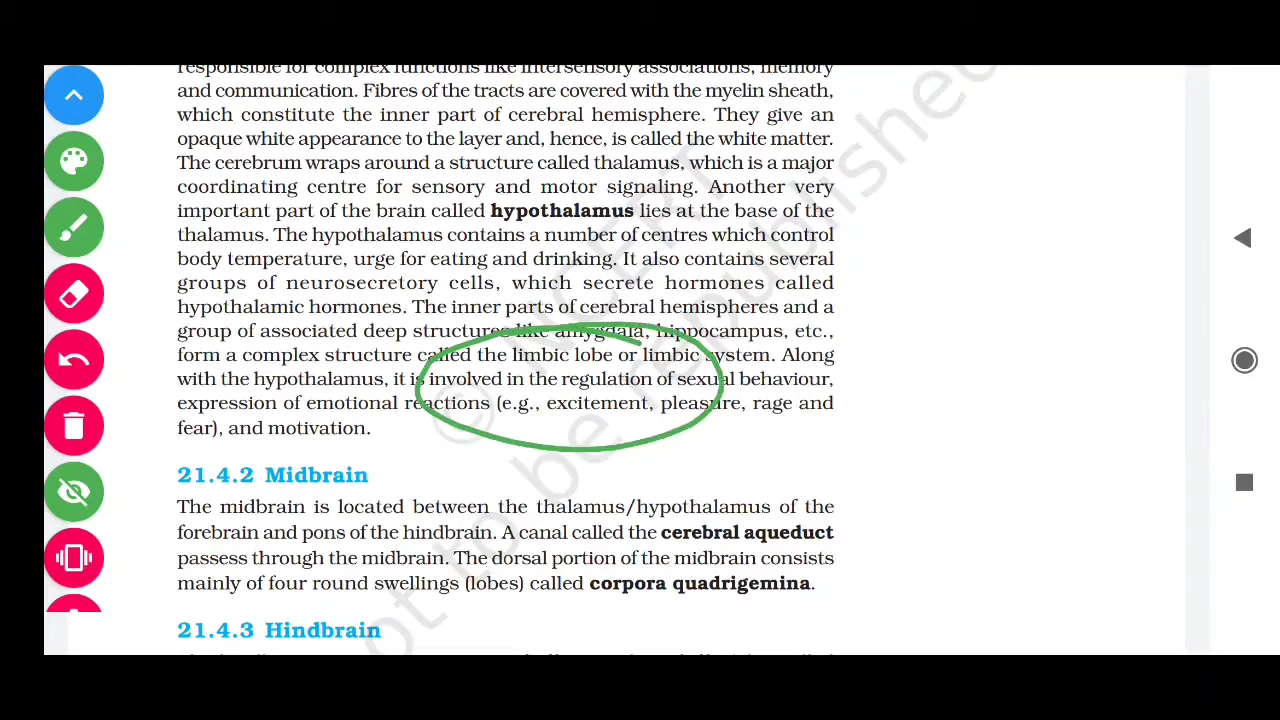 responsible for complex functions like intersensory associations, memory
and communication. Fibres of the tracts are covered with the myelin sheath,
which constitute the inner part of cerebral hemisphere. They give an
opaque white appearance to the layer and, hence, is called the white matter.
The cerebrum wraps around a structure called thalamus, which is a major
coordinating centre for sensory and motor signaling. Another very
important part of the brain called hypothalamus lies at the base of the
thalamus. The hypothalamus contains a number of centres which control
body temperature, urge for eating and drinking. It also contains several
groups of neurosecretory cells, which secrete hormones called
hypothalamic hormones. The inner parts of cerebral hemispheres and a
group of associated deep structures like amygdala, hippocampus, etc.,
form a complex structure called the limbic lobe or limbic system. Along
with the hypothalamus, it is involved in the regulation of sexual behaviour,
expression of emotional reactions (e.g., excitement, pleasure, rage and
fear), and motivation.
21.4.2 Midbrain
The midbrain is located between the thalamus/hypothalamus of the
forebrain and pons of the hindbrain. A canal called the cerebral aqueduct
passess through the midbrain. The dorsal portion of the midbrain consists
mainly of four round swellings (lobes) called corpora quadrigemina.
21.4.3 Hindbrain
© NCERT
not to be republished